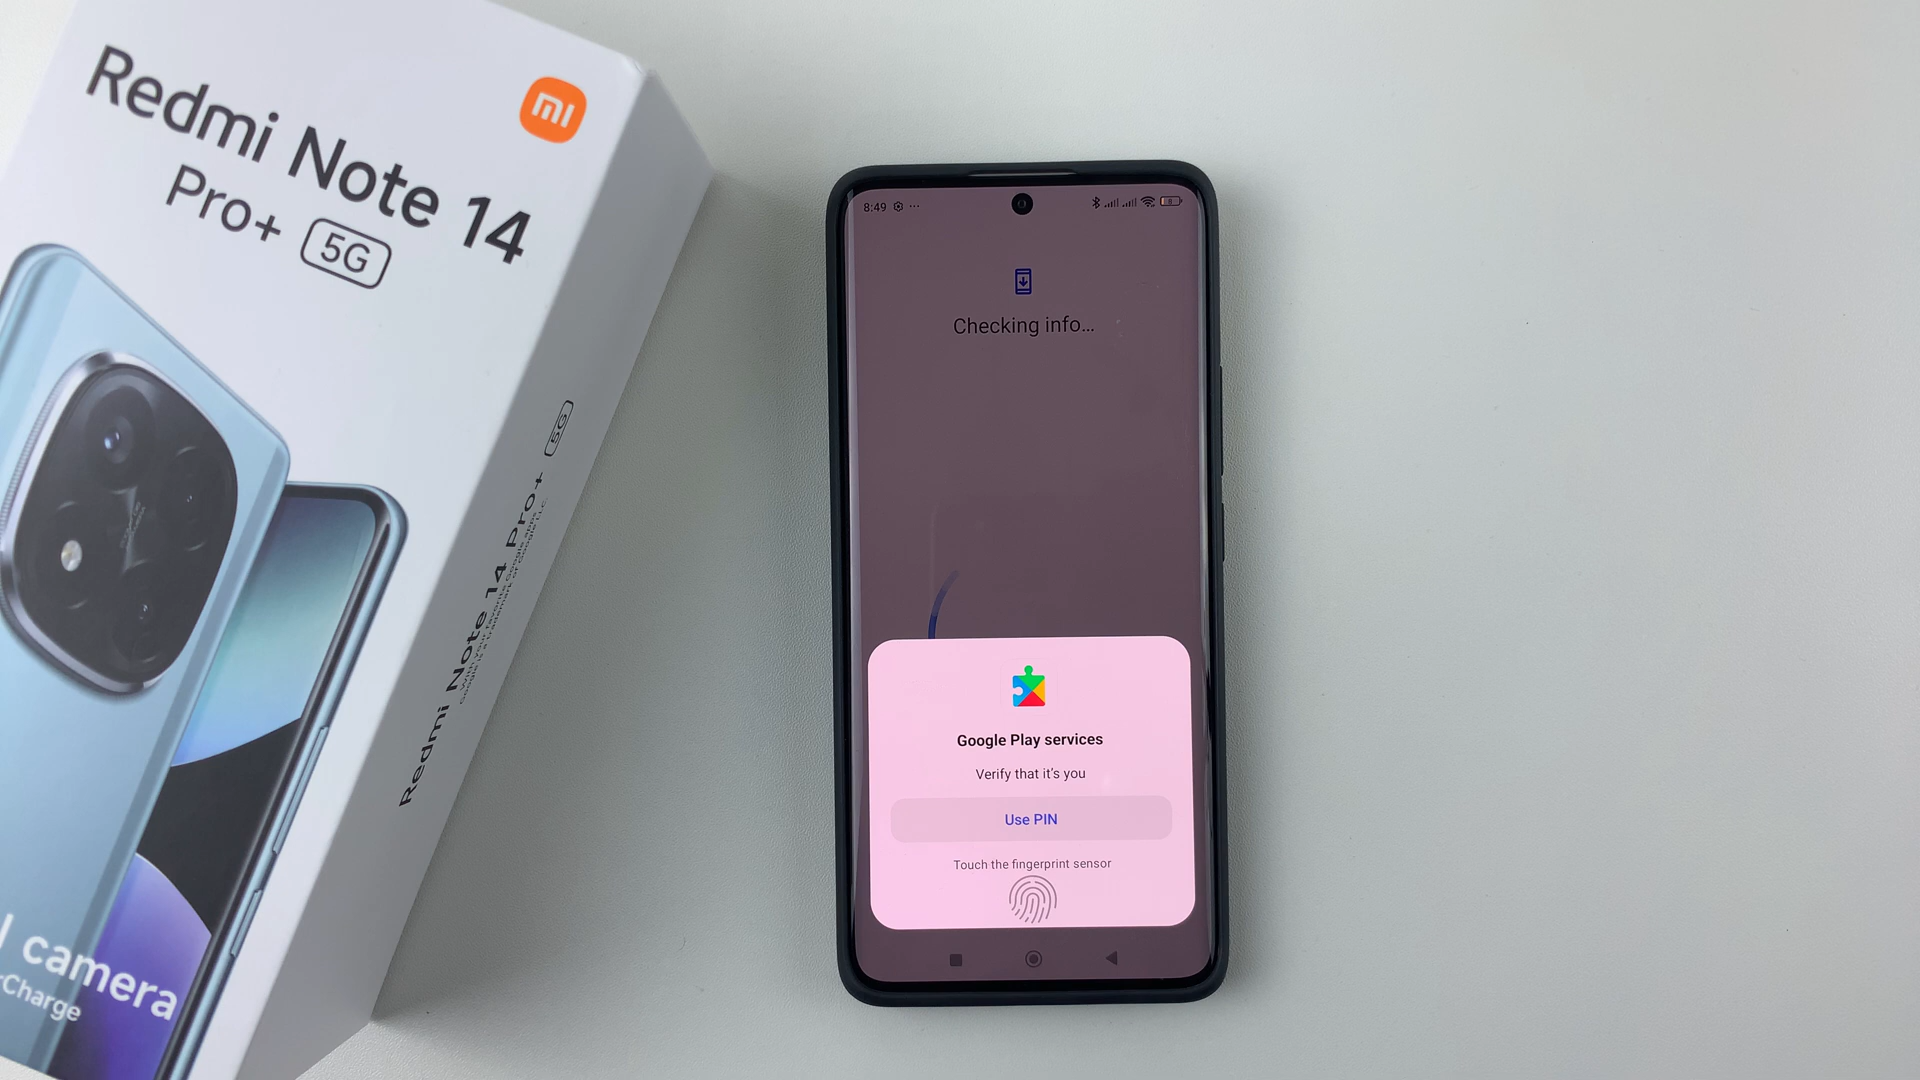 Redmi Note 14
Pro+ 5G
mi
camera
Charge
Redmi Note 14 Pro+ 5G
8:49
Checking info...
Google Play services
Verify that it's you
Use PIN
Touch the fingerprint sensor